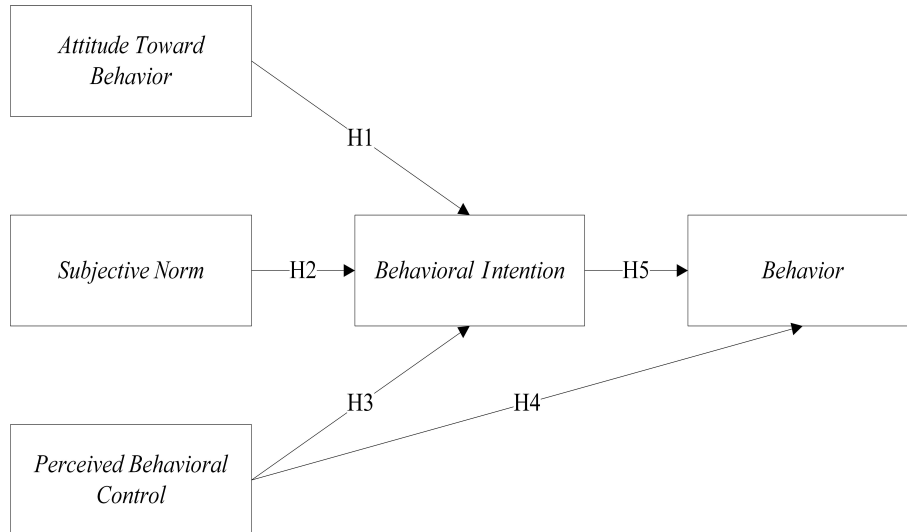 Attitude Toward
Behavior
H1
Subjective Norm
H2
Behavioral Intention
H5
Behavior
H3
H4
Perceived Behavioral
Control